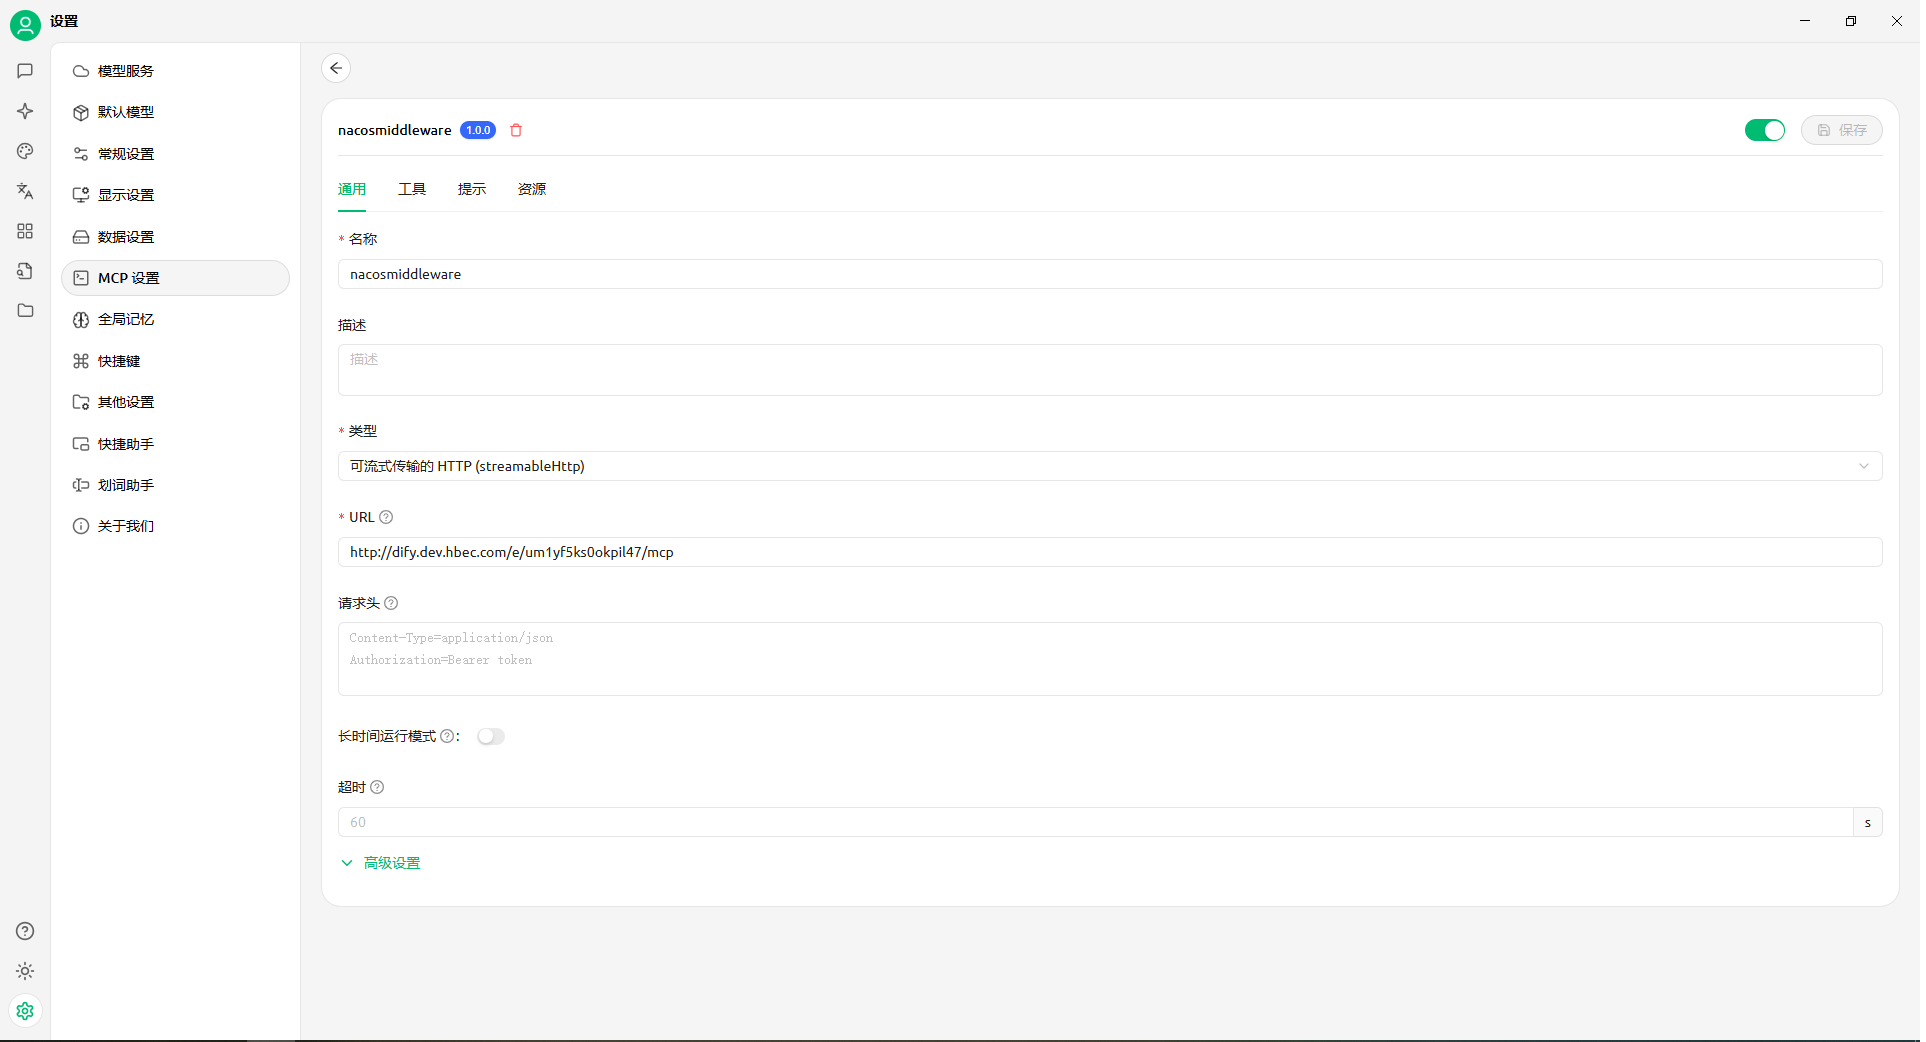 设置
模型服务
默认模型
常规设置
显示设置
数据设置
MCP 设置
全局记忆
快捷键
其他设置
快捷助手
划词助手
关于我们
nacosmiddleware 1.0.0
保存
通用 工具 提示 资源
* 名称
nacosmiddleware
描述
描述
* 类型
可流式传输的 HTTP (streamableHttp)
* URL
http://dify.dev.hbec.com/e/um1yf5ks0okpil47/mcp
请求头
Content-Type=application/json
Authorization=Bearer token
长时间运行模式 :
超时
60 s
高级设置